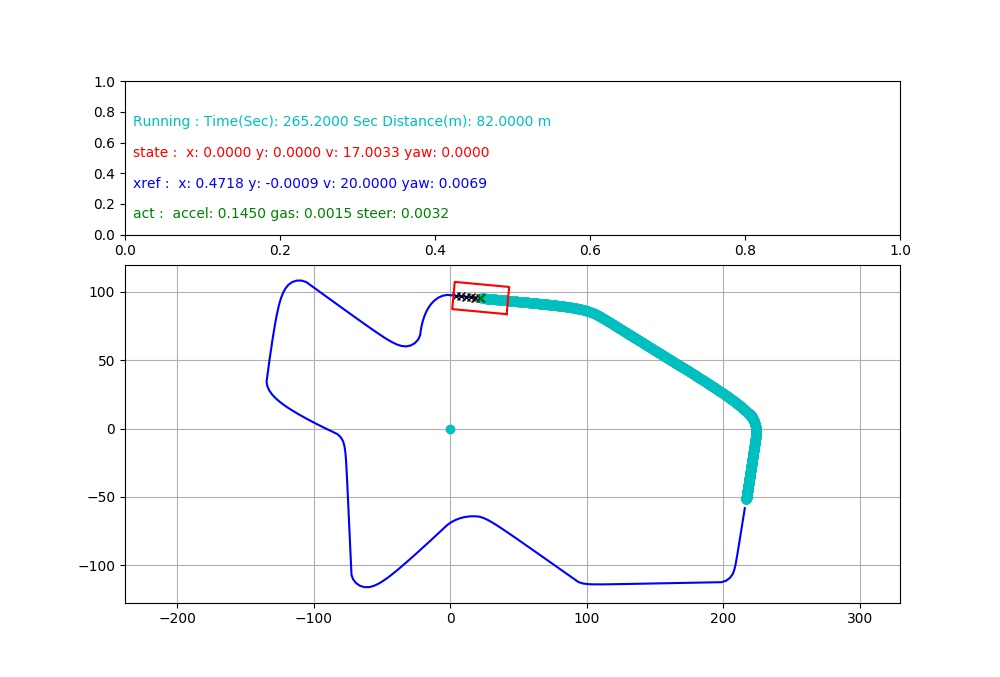 1.0
0.8
0.6
0.4
0.2
0.0
Running : Time(Sec): 265.2000 Sec Distance(m): 82.0000 m
state :  x: 0.0000 y: 0.0000 v: 17.0033 yaw: 0.0000
xref :  x: 0.4718 y: -0.0009 v: 20.0000 yaw: 0.0069
act :  accel: 0.1450 gas: 0.0015 steer: 0.0032
0.0 0.2 0.4 0.6 0.8 1.0
100
50
0
−50
−100
−200 −100 0 100 200 300